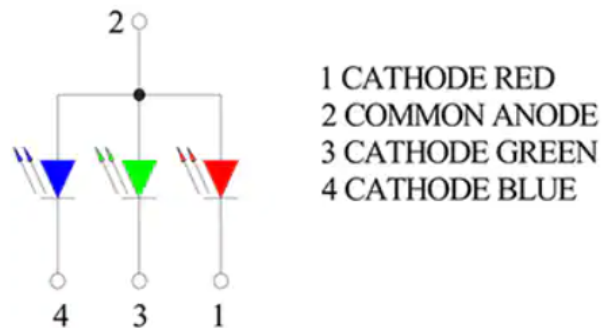 2
1 CATHODE RED
2 COMMON ANODE
3 CATHODE GREEN
4 CATHODE BLUE
4 3 1